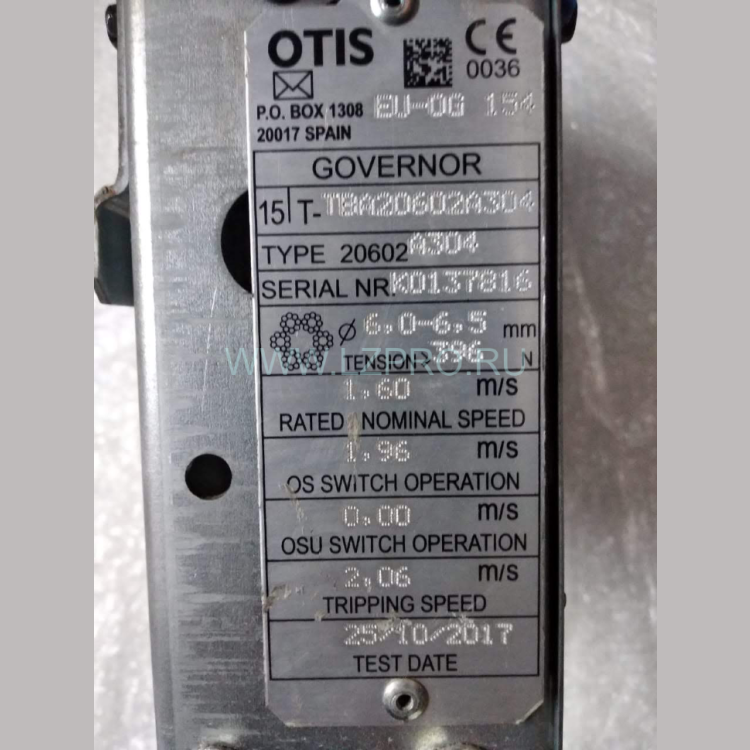 OTIS
CE
0036
P.O. BOX 1308 EU-OG 154
20017 SPAIN
GOVERNOR
15 T-TBA20602A304
TYPE 20602A304
SERIAL NR.K0137816
ø 6,0-6,5 mm
TENSION> 396 N
WWW.LZPRO.RU
1,60 m/s
RATED NOMINAL SPEED
1,96 m/s
OS SWITCH OPERATION
0,00 m/s
OSU SWITCH OPERATION
2,06 m/s
TRIPPING SPEED
25/10/2017
TEST DATE